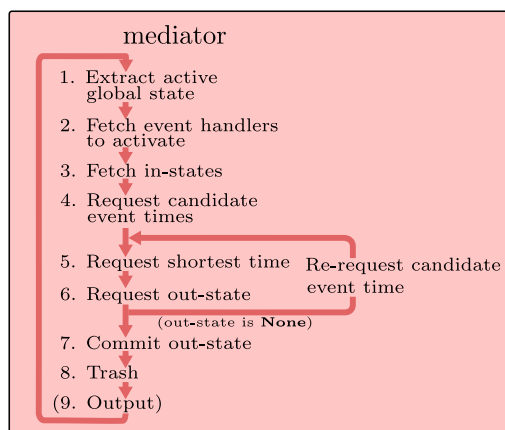 mediator
1. Extract active
global state
2. Fetch event handlers
to activate
3. Fetch in-states
4. Request candidate
event times
5. Request shortest time
Re-request candidate
event time
6. Request out-state
(out-state is None)
7. Commit out-state
8. Trash
(9. Output)